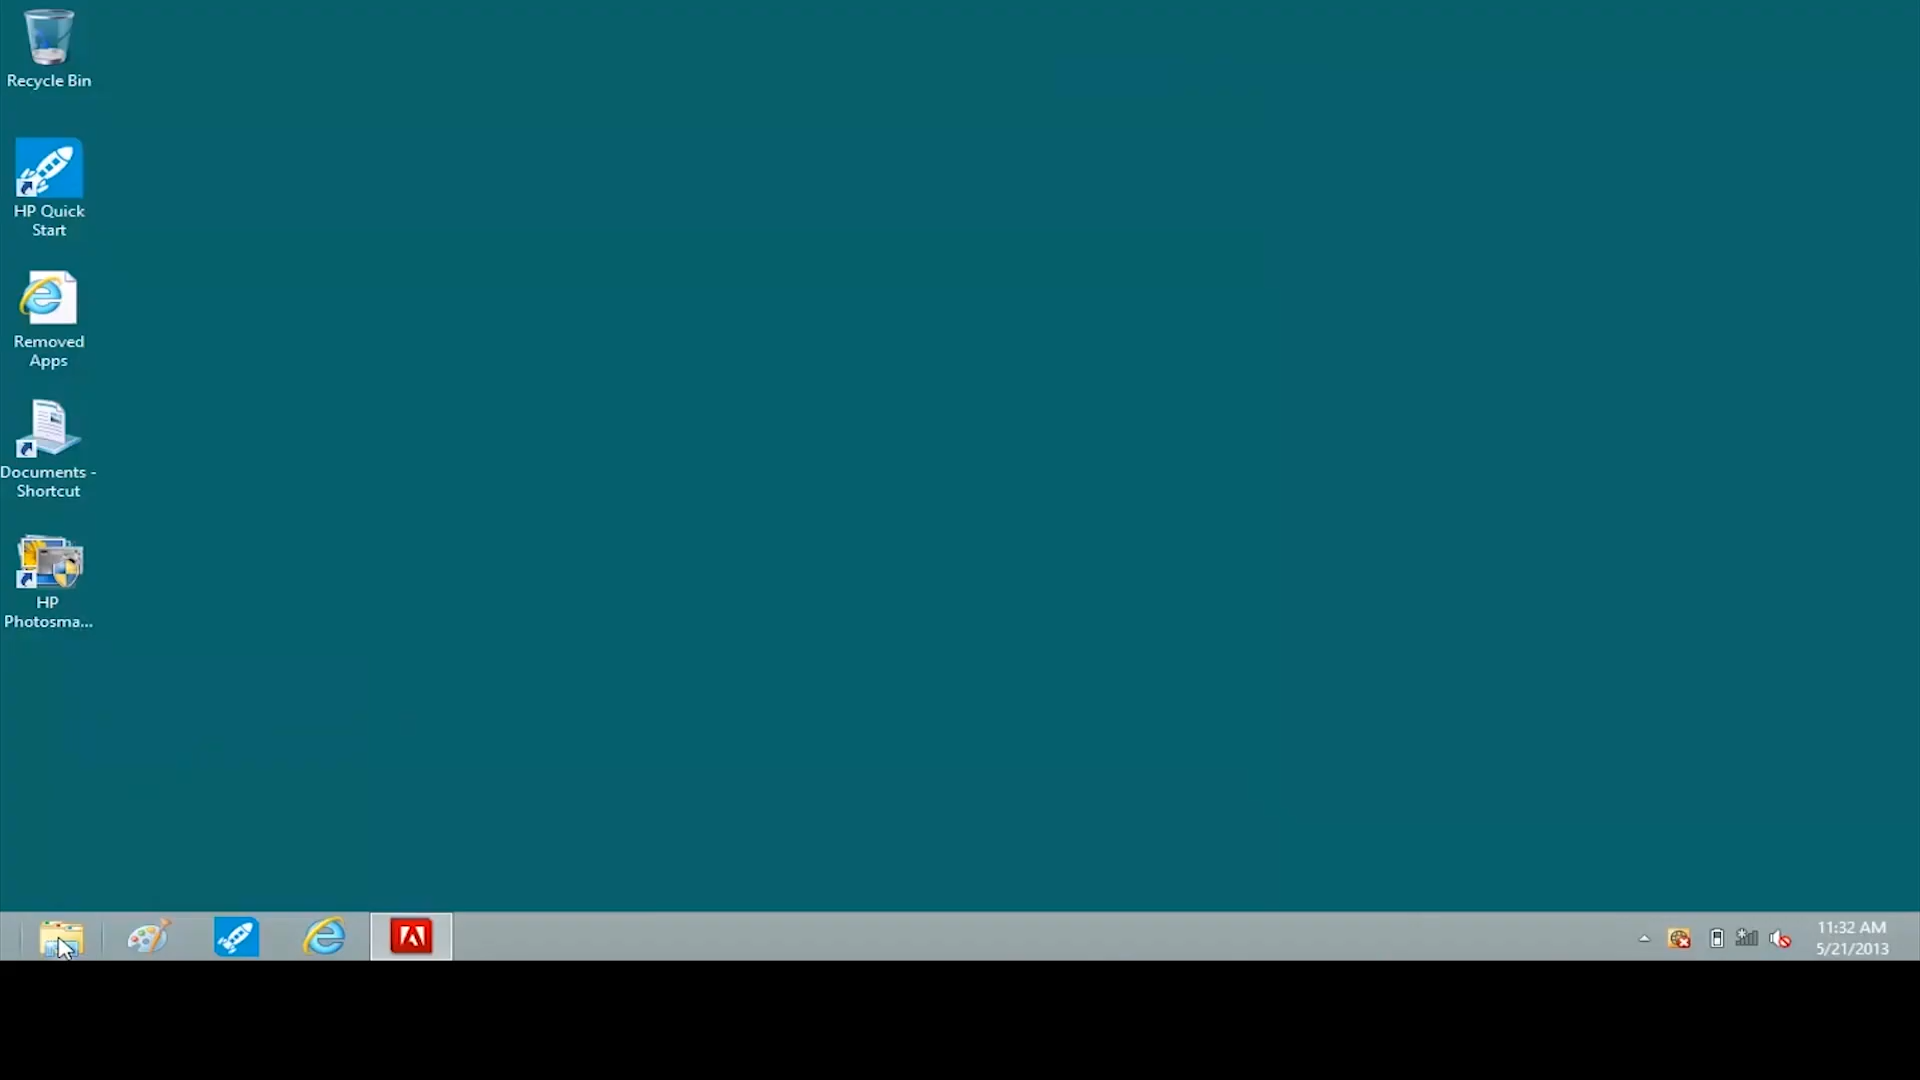 Recycle Bin
HP Quick
Start
Removed
Apps
Documents -
Shortcut
HP
Photosma...
11:32 AM
5/21/2013